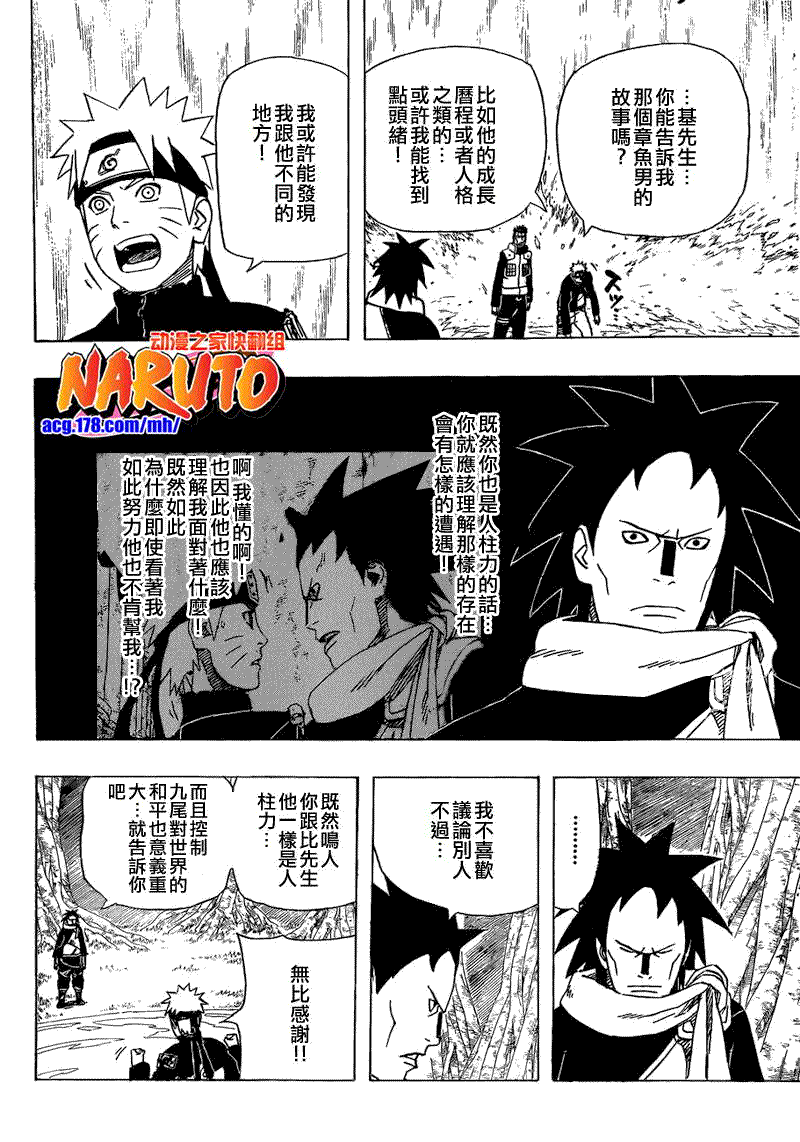 …基先生…
你能告訴我
那個章魚男的
故事嗎?
比如他的成長
曆程或者人格
之類的…
或許我能找到
點頭緒!
スッ…
我或許能發現
我跟他不同的
地方!
动漫之家快翻组
NARUTO
acg.178.com/mh/
既然你也是人柱力的話…
你就應該理解那樣的存在
會有怎樣的遭遇!
啊 我懂的啊!
也因此他也應該
理解我面對著什麼!
既然如此
為什麼即使看著我
如此努力他也不肯幫我…!?
………
我不喜歡
議論別人
不過…
既然鳴人
你跟比先生
他一樣是人
柱力…
而且控制
九尾對世界的
和平也意義重
大…就告訴你
吧
無比感謝!!